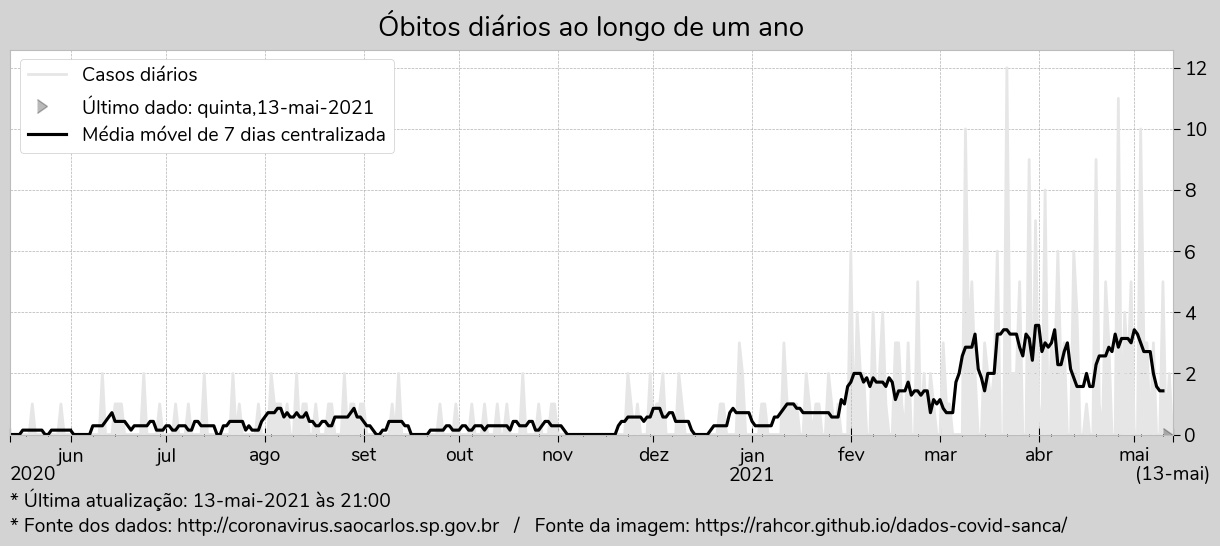 Óbitos diários ao longo de um ano
Casos diários
Último dado: quinta,13-mai-2021
Média móvel de 7 dias centralizada
12
10
8
6
4
2
0
jun jul ago set out nov dez jan fev mar abr mai
2020 2021 (13-mai)
* Última atualização: 13-mai-2021 às 21:00
* Fonte dos dados: http://coronavirus.saocarlos.sp.gov.br / Fonte da imagem: https://rahcor.github.io/dados-covid-sanca/